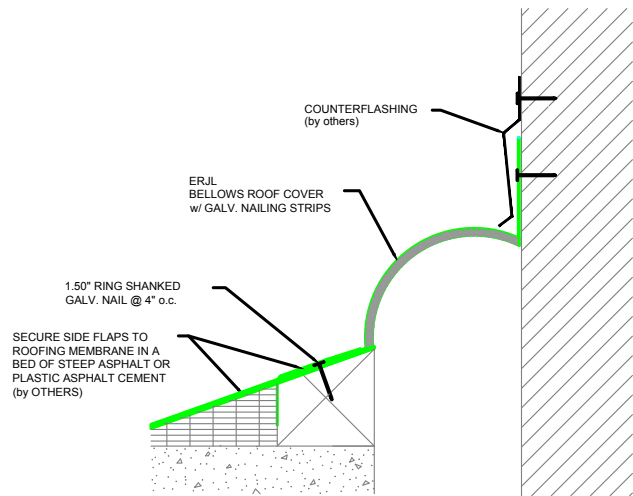 COUNTERFLASHING
(by others)
ERJL
BELLOWS ROOF COVER
w/ GALV. NAILING STRIPS
1.50" RING SHANKED
GALV. NAIL @ 4" o.c.
SECURE SIDE FLAPS TO
ROOFING MEMBRANE IN A
BED OF STEEP ASPHALT OR
PLASTIC ASPHALT CEMENT
(by OTHERS)